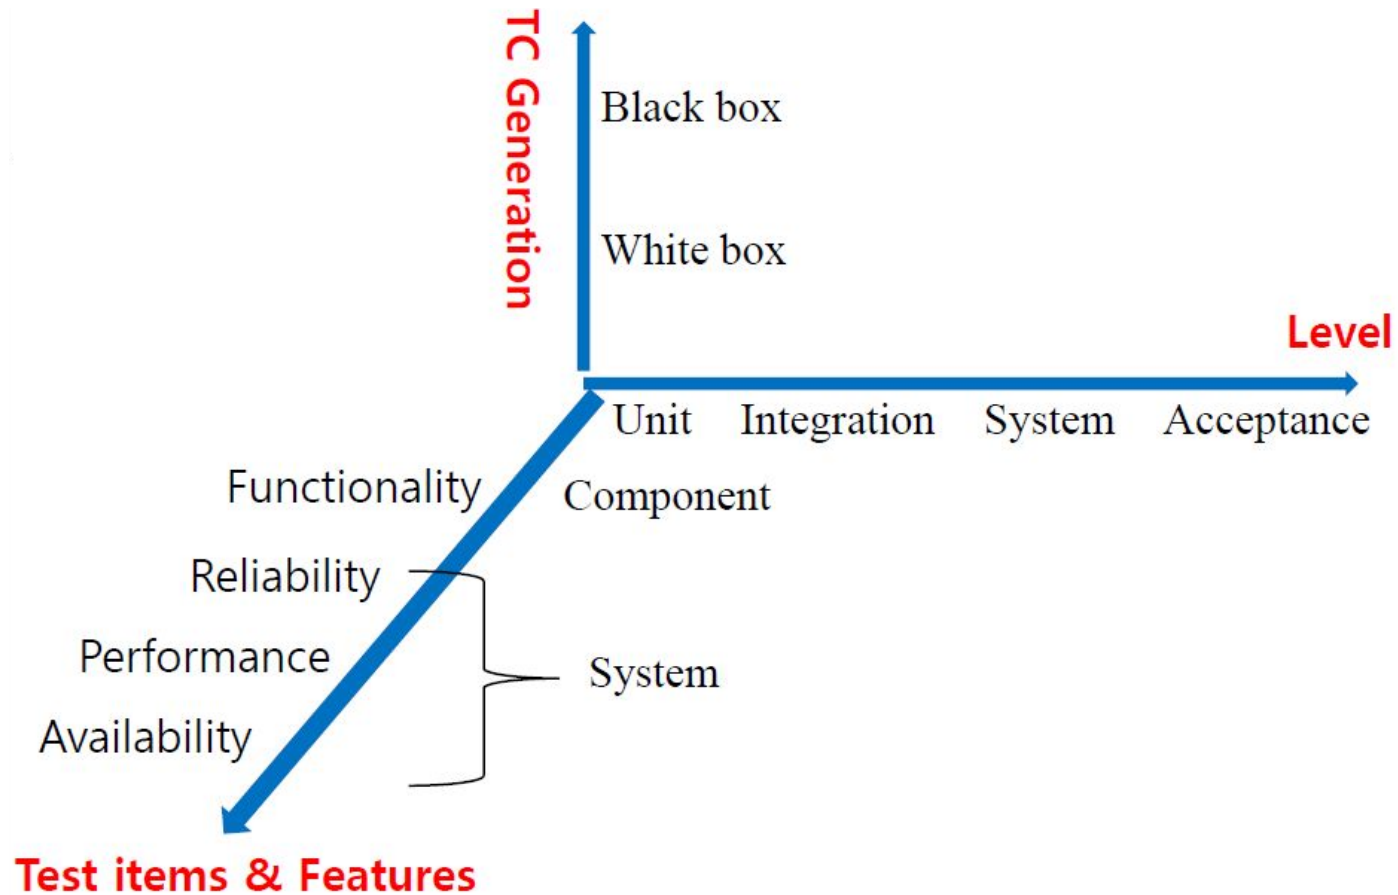 TC Generation
Black box
White box
Level
Unit Integration System Acceptance
Functionality
Component
Reliability
Performance
System
Availability
Test items & Features